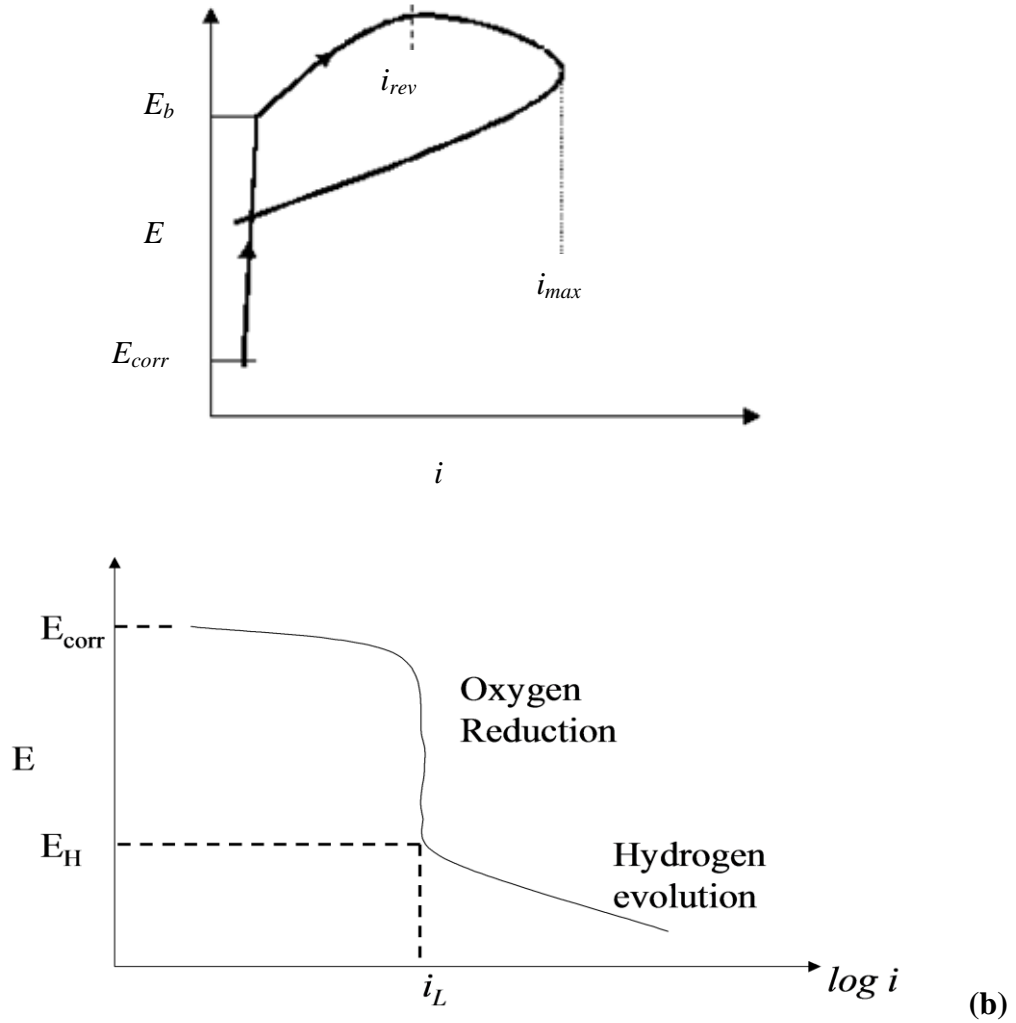 E_b
i_rev
E
i_max
E_corr
i
E_corr
Oxygen
Reduction
E
E_H
Hydrogen
evolution
i_L
log i
(b)